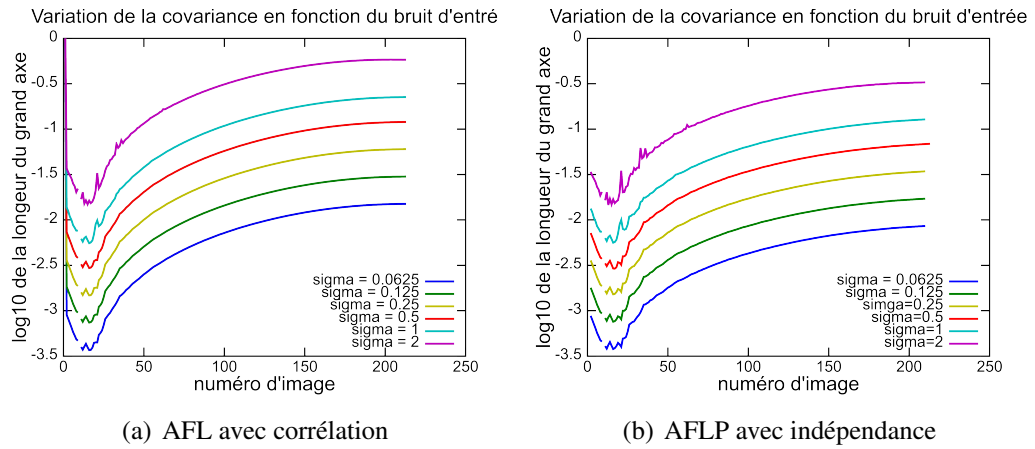 Variation de la covariance en fonction du bruit d'entré
log10 de la longeur du grand axe
0
-0.5
-1
-1.5
-2
-2.5
-3
-3.5
0
50
100
150
200
250
numéro d'image
sigma = 0.0625
sigma = 0.125
sigma = 0.25
sigma = 0.5
sigma = 1
sigma = 2
(a) AFL avec corrélation
Variation de la covariance en fonction du bruit d'entrée
log10 de la longueur du grand axe
0
-0.5
-1
-1.5
-2
-2.5
-3
-3.5
0
50
100
150
200
250
numéro d'image
sigma = 0.0625
sigma = 0.125
simga=0.25
sigma=0.5
sigma=1
sigma=2
(b) AFLP avec indépendance